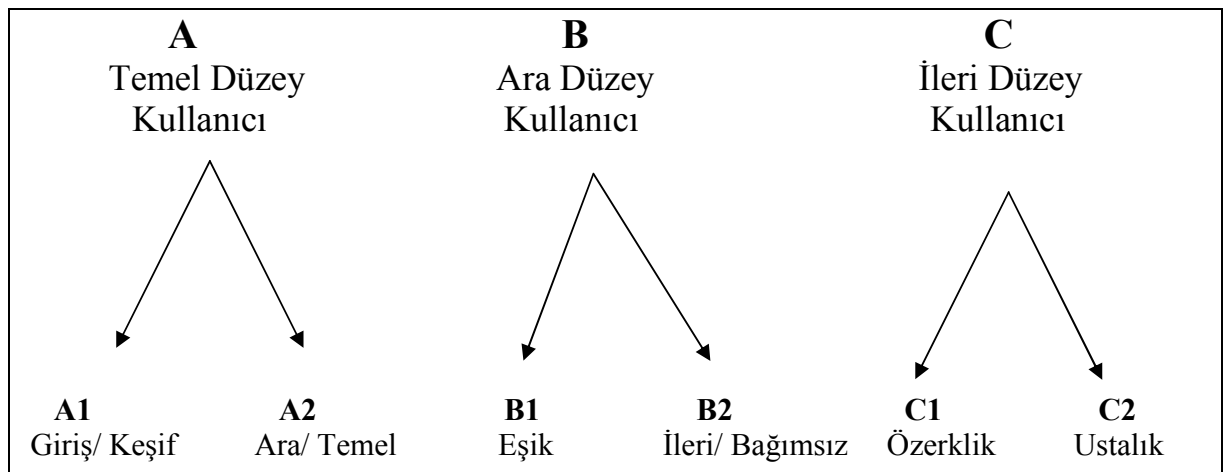 A B C
Temel Düzey Ara Düzey İleri Düzey
Kullanıcı Kullanıcı Kullanıcı
A1 A2 B1 B2 C1 C2
Giriş/ Keşif Ara/ Temel Eşik İleri/ Bağımsız Özerklik Ustalık